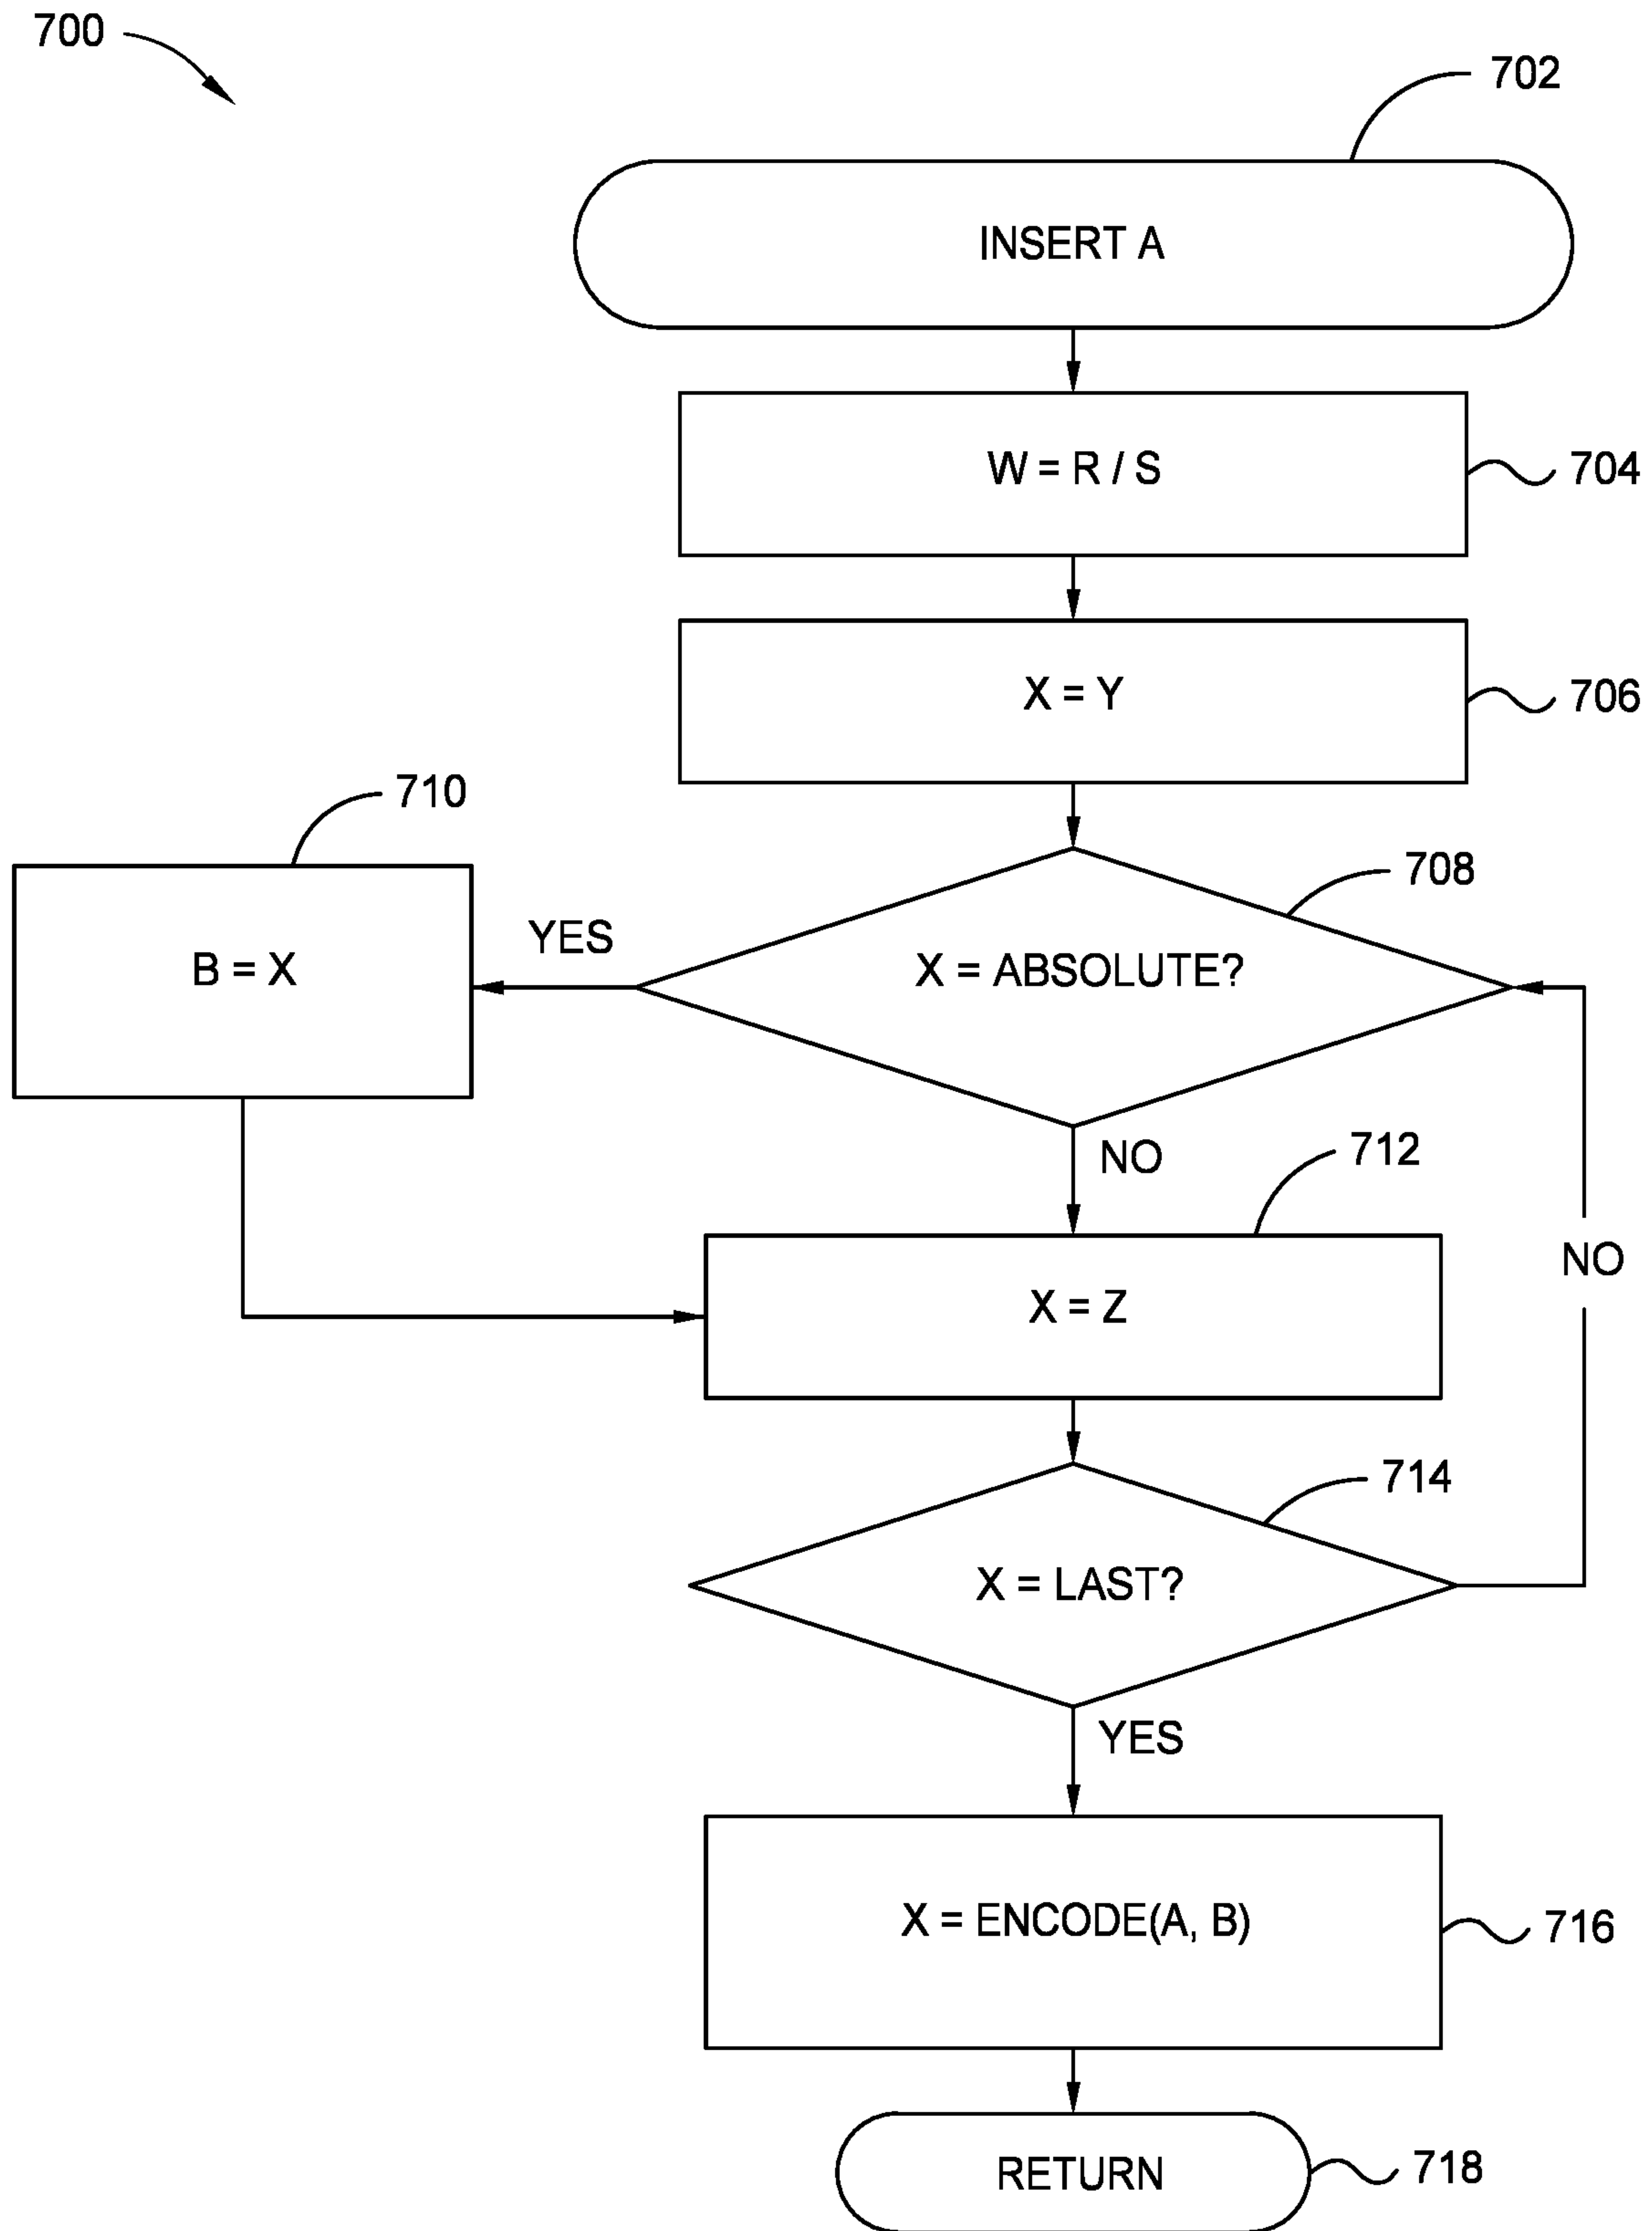 700
702
INSERT A
W = R / S
704
X = Y
706
710
708
B = X
YES
X = ABSOLUTE?
NO
712
X = Z
NO
714
X = LAST?
YES
X = ENCODE(A, B)
716
RETURN
718